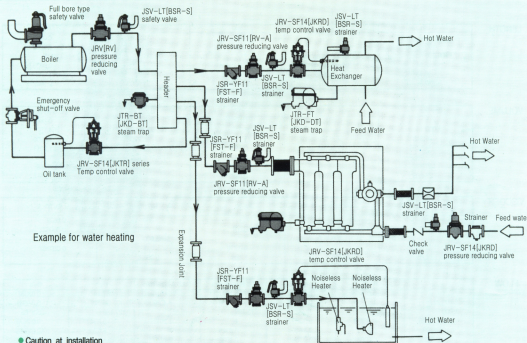 Full bore type
safety valve
JSV-LT[BSR-S]
safety valve
JRV[RV]
pressure
reducing
valve
Boiler
Emergency
shut-off valve
Oil tank
JRV-SF14[JKTR] series
Temp control valve
Header
JTR-BT
[JKD-BT]
steam trap
JSR-YF11
[FST-F]
strainer
JRV-SF11[RV-A]
pressure reducing
valve
JSV-LT
[BSR-S]
strainer
JRV-SF14[JKRD]
temp control valve
JSV-LT
[BSR-S]
strainer
Hot Water
Heat
Exchanger
JTR-FT
[JKD-DT]
steam trap
Feed Water
JSR-YF11
[FST-F]
strainer
JSV-LT
[BSR-S]
strainer
JRV-SF11[RV-A]
pressure reducing valve
Hot Water
JSV-LT[BSR-S]
strainer
Strainer
Feed wate
Check
valve
JRV-SF14[JKRD]
pressure reducing valve
Example for water heating
Expansion Joint
JSR-YF11
[FST-F]
strainer
JSV-LT
[BSR-S]
strainer
JRV-SF14[JKRD]
temp control valve
Noiseless
Heater
Noiseless
Heater
Hot Water
● Caution at installation